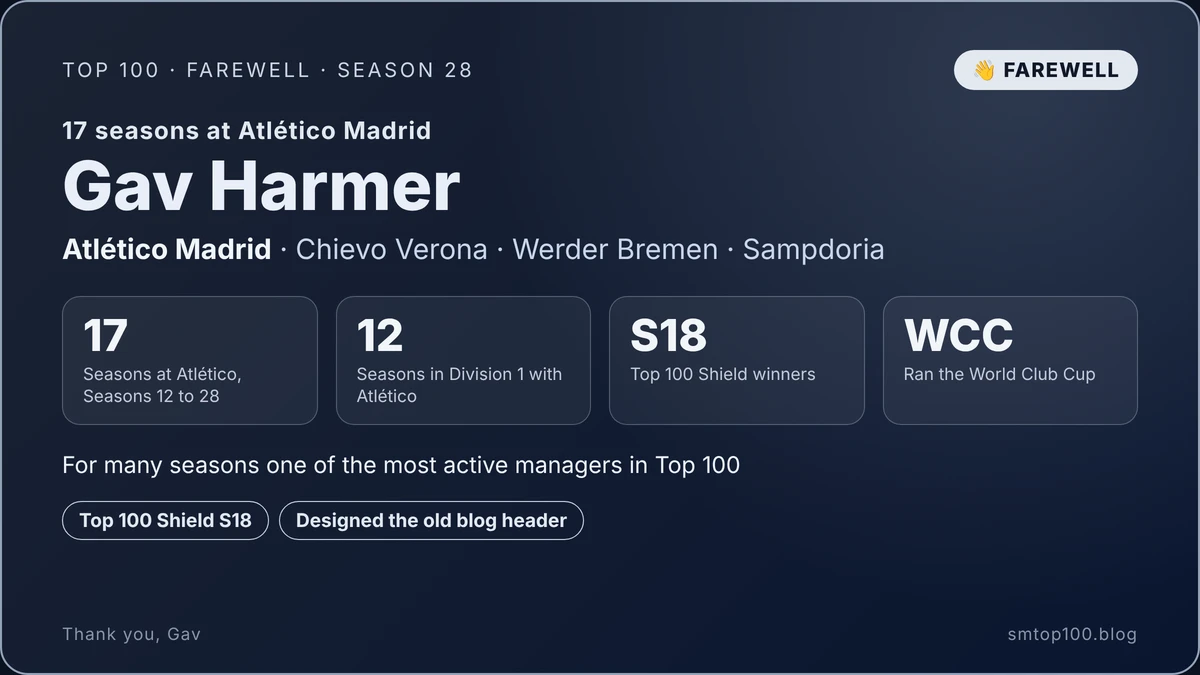 TOP 100 · FAREWELL · SEASON 28
👋 FAREWELL
17 seasons at Atlético Madrid
Gav Harmer
Atlético Madrid · Chievo Verona · Werder Bremen · Sampdoria
17
Seasons at Atlético,
Seasons 12 to 28
12
Seasons in Division 1 with
Atlético
S18
Top 100 Shield winners
WCC
Ran the World Club Cup
For many seasons one of the most active managers in Top 100
Top 100 Shield S18
Designed the old blog header
Thank you, Gav
smtop100.blog